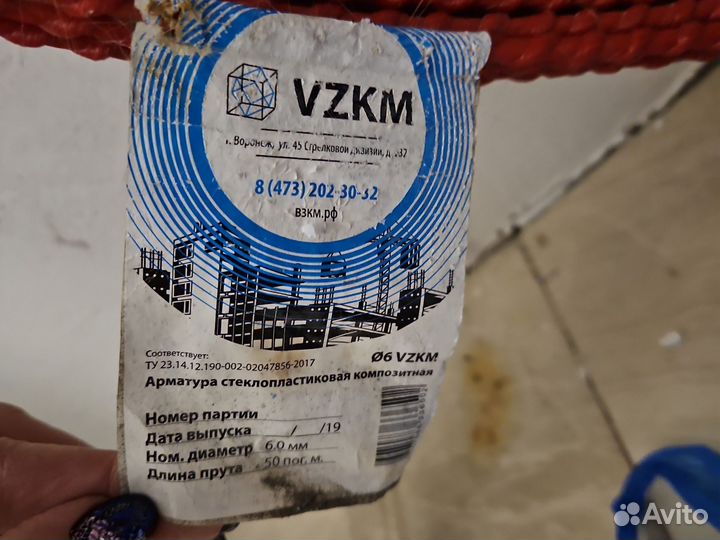 VZKM
г. Воронеж, ул. 45 Стрелковой дивизии, д. 232
8 (473) 202-30-32
взкм.рф
Соответствует:
ТУ 23.14.12.190-002-02047856-2017
Ø6 VZKM
Арматура стеклопластиковая композитная
Номер партии
Дата выпуска / /19
Ном. диаметр 6.0 мм
Длина прута 50 пог. м.
Avito